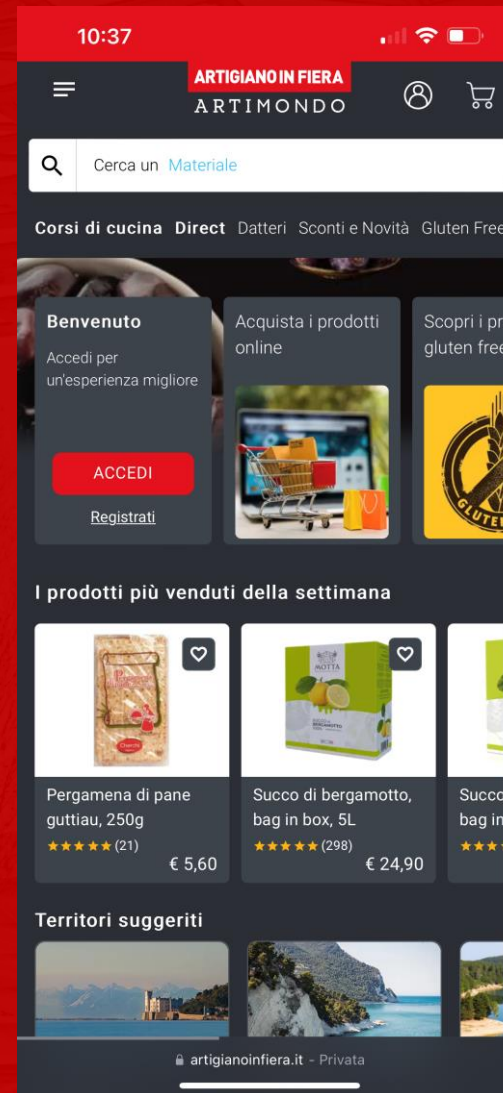 10:37
ARTIGIANO IN FIERA
ARTIMONDO
Cerca un Materiale
Corsi di cucina Direct Datteri Sconti e Novità Gluten Free
Benvenuto
Accedi per
un'esperienza migliore
ACCEDI
Registrati
Acquista i prodotti
online
Scopri i pr
gluten free
GLUTE
I prodotti più venduti della settimana
MOTTA
Pergamena di pane
guttiau, 250g
(21)
€ 5,60
Succo di bergamotto,
bag in box, 5L
(298)
€ 24,90
Succo
bag in
Territori suggeriti
artigianoinfiera.it - Privata